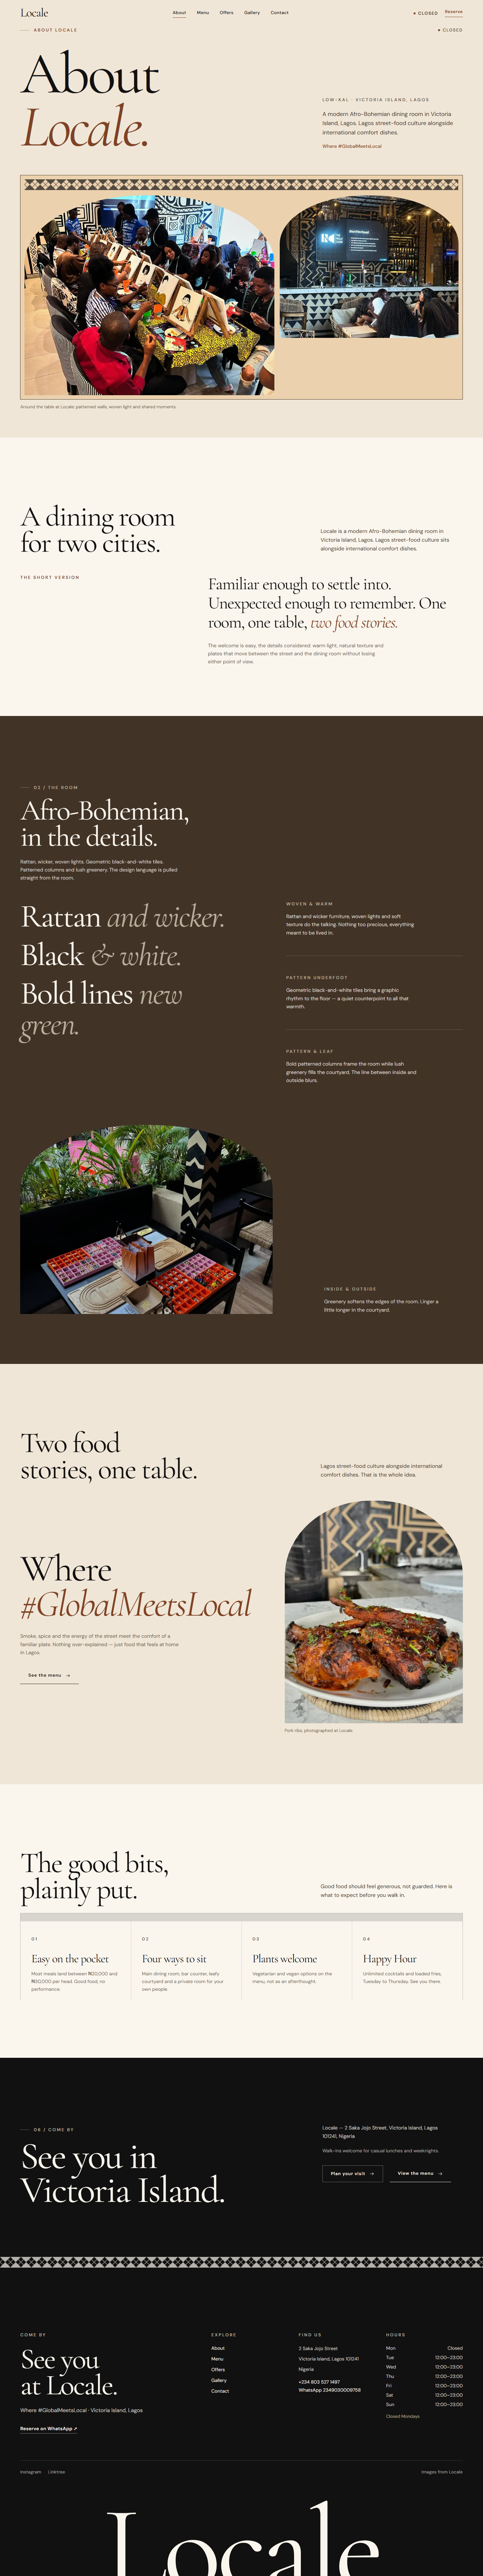 Locale
About Menu Offers Gallery Contact
CLOSED Reserve
ABOUT LOCALE
CLOSED
About
Locale.
LOW-KAL · VICTORIA ISLAND, LAGOS
A modern Afro-Bohemian dining room in Victoria
Island, Lagos. Lagos street-food culture alongside
international comfort dishes.
Where #GlobalMeetsLocal
Around the table at Locale: patterned walls, woven light and shared moments.
A dining room
for two cities.
Locale is a modern Afro-Bohemian dining room in
Victoria Island, Lagos. Lagos street-food culture sits
alongside international comfort dishes.
THE SHORT VERSION
Familiar enough to settle into.
Unexpected enough to remember. One
room, one table, two food stories.
The welcome is easy, the details considered: warm light, natural texture and
plates that move between the street and the dining room without losing
either point of view.
02 / THE ROOM
Afro-Bohemian,
in the details.
Rattan, wicker, woven lights. Geometric black-and-white tiles.
Patterned columns and lush greenery. The design language is pulled
straight from the room.
Rattan and wicker.
Black & white.
Bold lines new
green.
WOVEN & WARM
Rattan and wicker furniture, woven lights and soft
texture do the talking. Nothing too precious, everything
meant to be lived in.
PATTERN UNDERFOOT
Geometric black-and-white tiles bring a graphic
rhythm to the floor — a quiet counterpoint to all that
warmth.
PATTERN & LEAF
Bold patterned columns frame the room while lush
greenery fills the courtyard. The line between inside and
outside blurs.
INSIDE & OUTSIDE
Greenery softens the edges of the room. Linger a
little longer in the courtyard.
Two food
stories, one table.
Lagos street-food culture alongside international
comfort dishes. That is the whole idea.
Where
#GlobalMeetsLocal
Smoke, spice and the energy of the street meet the comfort of a
familiar plate. Nothing over-explained — just food that feels at home
in Lagos.
See the menu →
Pork ribs, photographed at Locale.
The good bits,
plainly put.
Good food should feel generous, not guarded. Here is
what to expect before you walk in.
01
Easy on the pocket
Most meals land between ₦20,000 and
₦30,000 per head. Good food, no
performance.
02
Four ways to sit
Main dining room, bar counter, leafy
courtyard and a private room for your
own people.
03
Plants welcome
Vegetarian and vegan options on the
menu, not as an afterthought.
04
Happy Hour
Unlimited cocktails and loaded fries,
Tuesday to Thursday. See you there.
06 / COME BY
See you in
Victoria Island.
Locale — 2 Saka Jojo Street, Victoria Island, Lagos
101241, Nigeria
Walk-ins welcome for casual lunches and weeknights.
Plan your visit →
View the menu →
COME BY
See you
at Locale.
Where #GlobalMeetsLocal · Victoria Island, Lagos
Reserve on WhatsApp ↗
EXPLORE
About
Menu
Offers
Gallery
Contact
FIND US
2 Saka Jojo Street
Victoria Island, Lagos 101241
Nigeria
+234 803 527 1497
WhatsApp 2349030009758
HOURS
Mon Closed
Tue 12:00–23:00
Wed 12:00–23:00
Thu 12:00–23:00
Fri 12:00–23:00
Sat 12:00–23:00
Sun 12:00–23:00
Closed Mondays
Instagram Linktree
Images from Locale
Locale